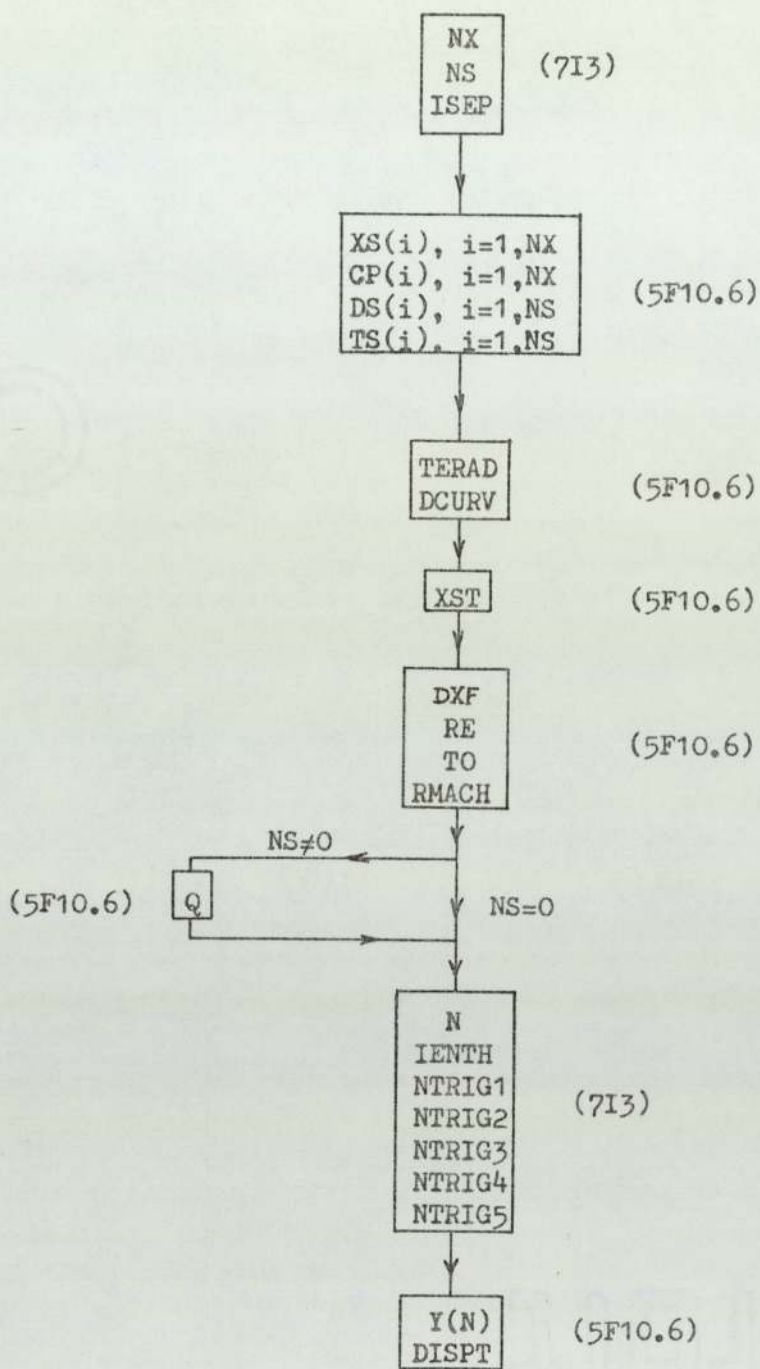 NX
NS
ISEP
(7I3)
XS(i), i=1,NX
CP(i), i=1,NX
DS(i), i=1,NS
TS(i). i=1,NS
(5F10.6)
TERAD
DCURV
(5F10.6)
XST
(5F10.6)
DXF
RE
TO
RMACH
(5F10.6)
NS≠0
(5F10.6)
Q
NS=0
N
IENTH
NTRIG1
NTRIG2
NTRIG3
NTRIG4
NTRIG5
(7I3)
Y(N)
DISPT
(5F10.6)